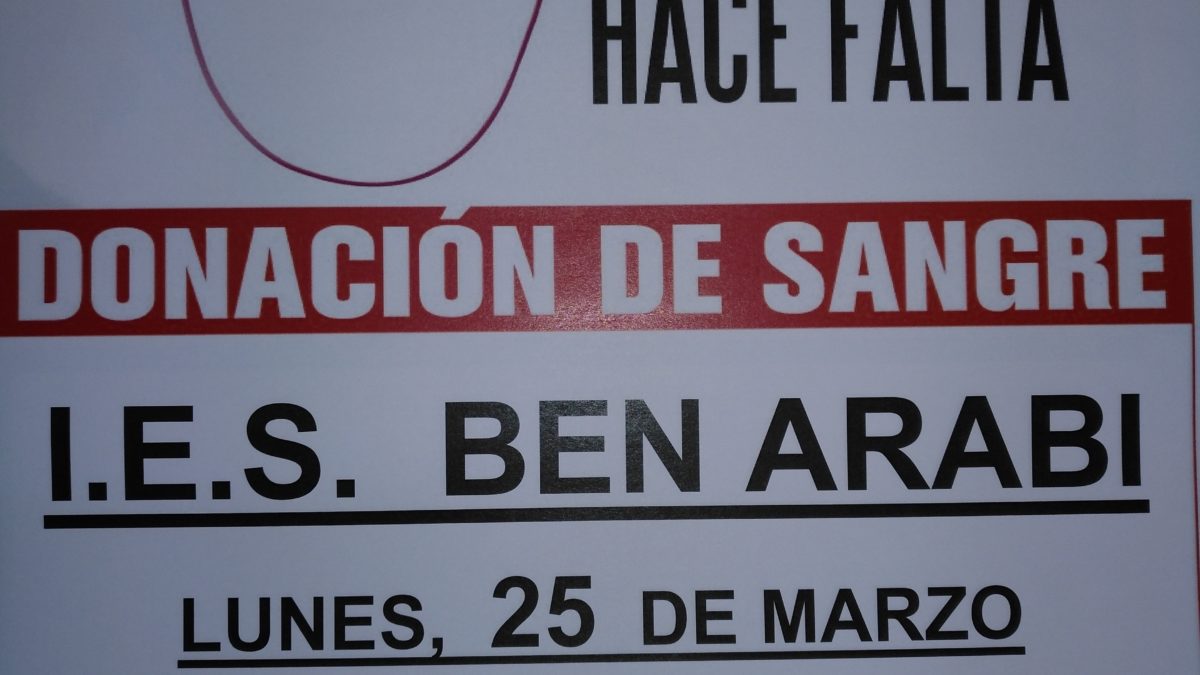 HACE FALTA
DONACIÓN DE SANGRE
I.E.S. BEN ARABI
LUNES, 25 DE MARZO